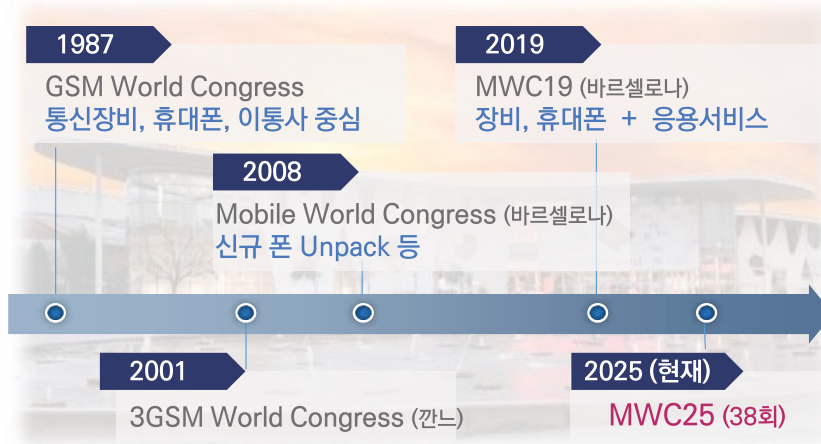 1987
GSM World Congress
통신장비, 휴대폰, 이통사 중심
2019
MWC19 (바르셀로나)
장비, 휴대폰 + 응용서비스
2008
Mobile World Congress (바르셀로나)
신규 폰 Unpack 등
2001
3GSM World Congress (깐느)
2025 (현재)
MWC25 (38회)